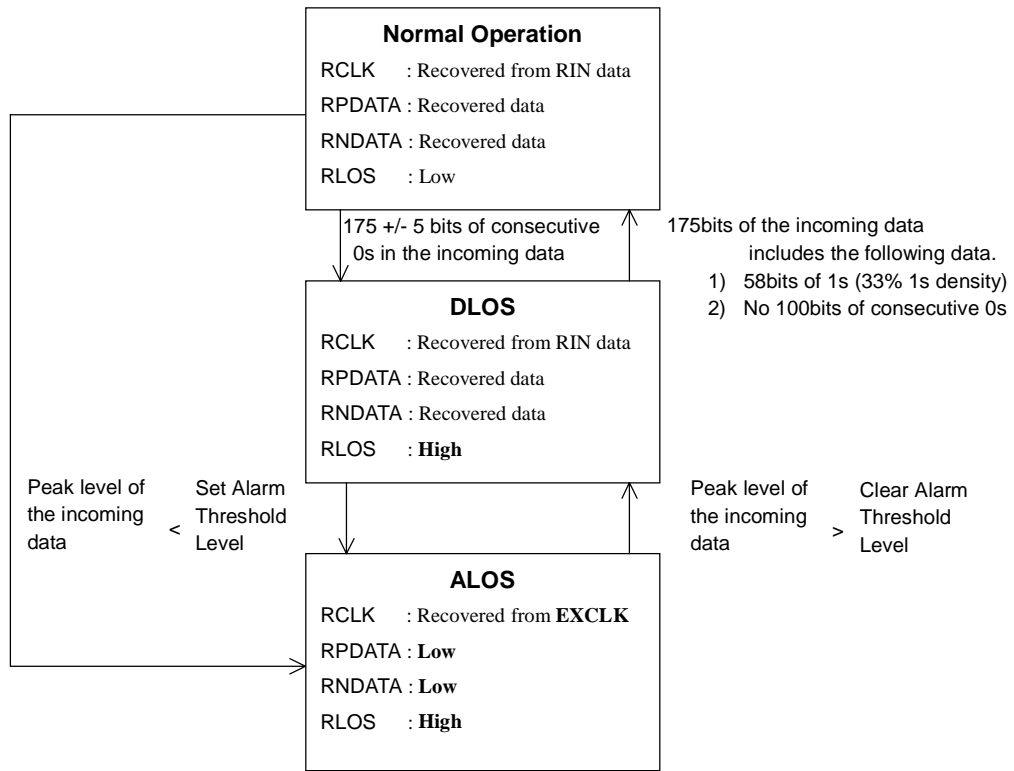 Normal Operation
RCLK : Recovered from RIN data
RPDATA : Recovered data
RNDATA : Recovered data
RLOS : Low
175 +/- 5 bits of consecutive
0s in the incoming data
175bits of the incoming data
includes the following data.
1) 58bits of 1s (33% 1s density)
2) No 100bits of consecutive 0s
DLOS
RCLK : Recovered from RIN data
RPDATA : Recovered data
RNDATA : Recovered data
RLOS : High
Peak level of
the incoming
data
<
Set Alarm
Threshold
Level
Peak level of
the incoming
data
>
Clear Alarm
Threshold
Level
ALOS
RCLK : Recovered from EXCLK
RPDATA : Low
RNDATA : Low
RLOS : High